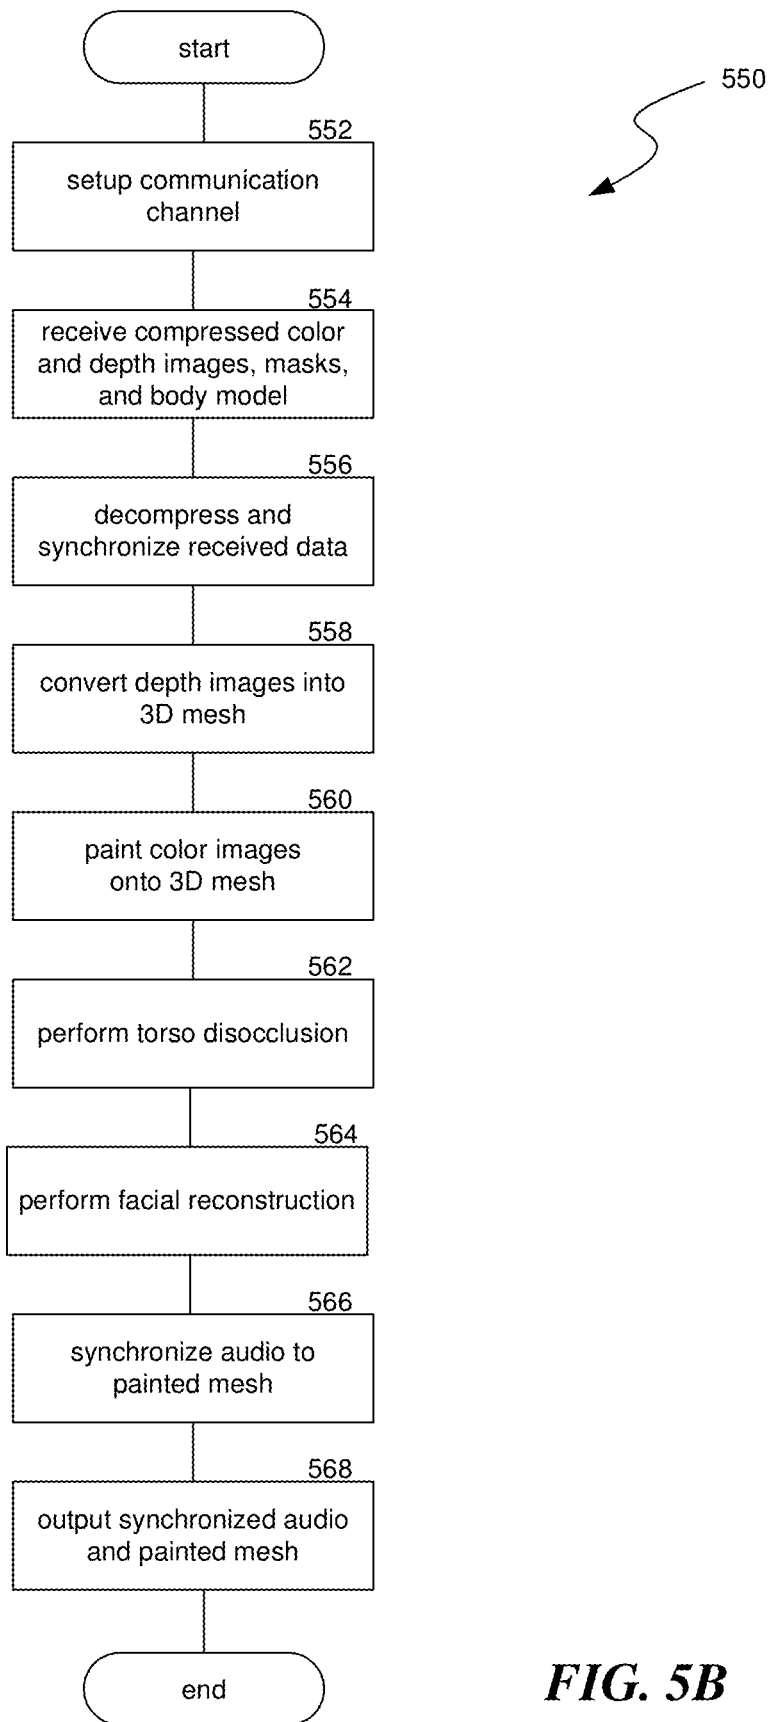 start
550
552
setup communication
channel
554
receive compressed color
and depth images, masks,
and body model
556
decompress and
synchronize received data
558
convert depth images into
3D mesh
560
paint color images
onto 3D mesh
562
perform torso disocclusion
564
perform facial reconstruction
566
synchronize audio to
painted mesh
568
output synchronized audio
and painted mesh
end
FIG. 5B